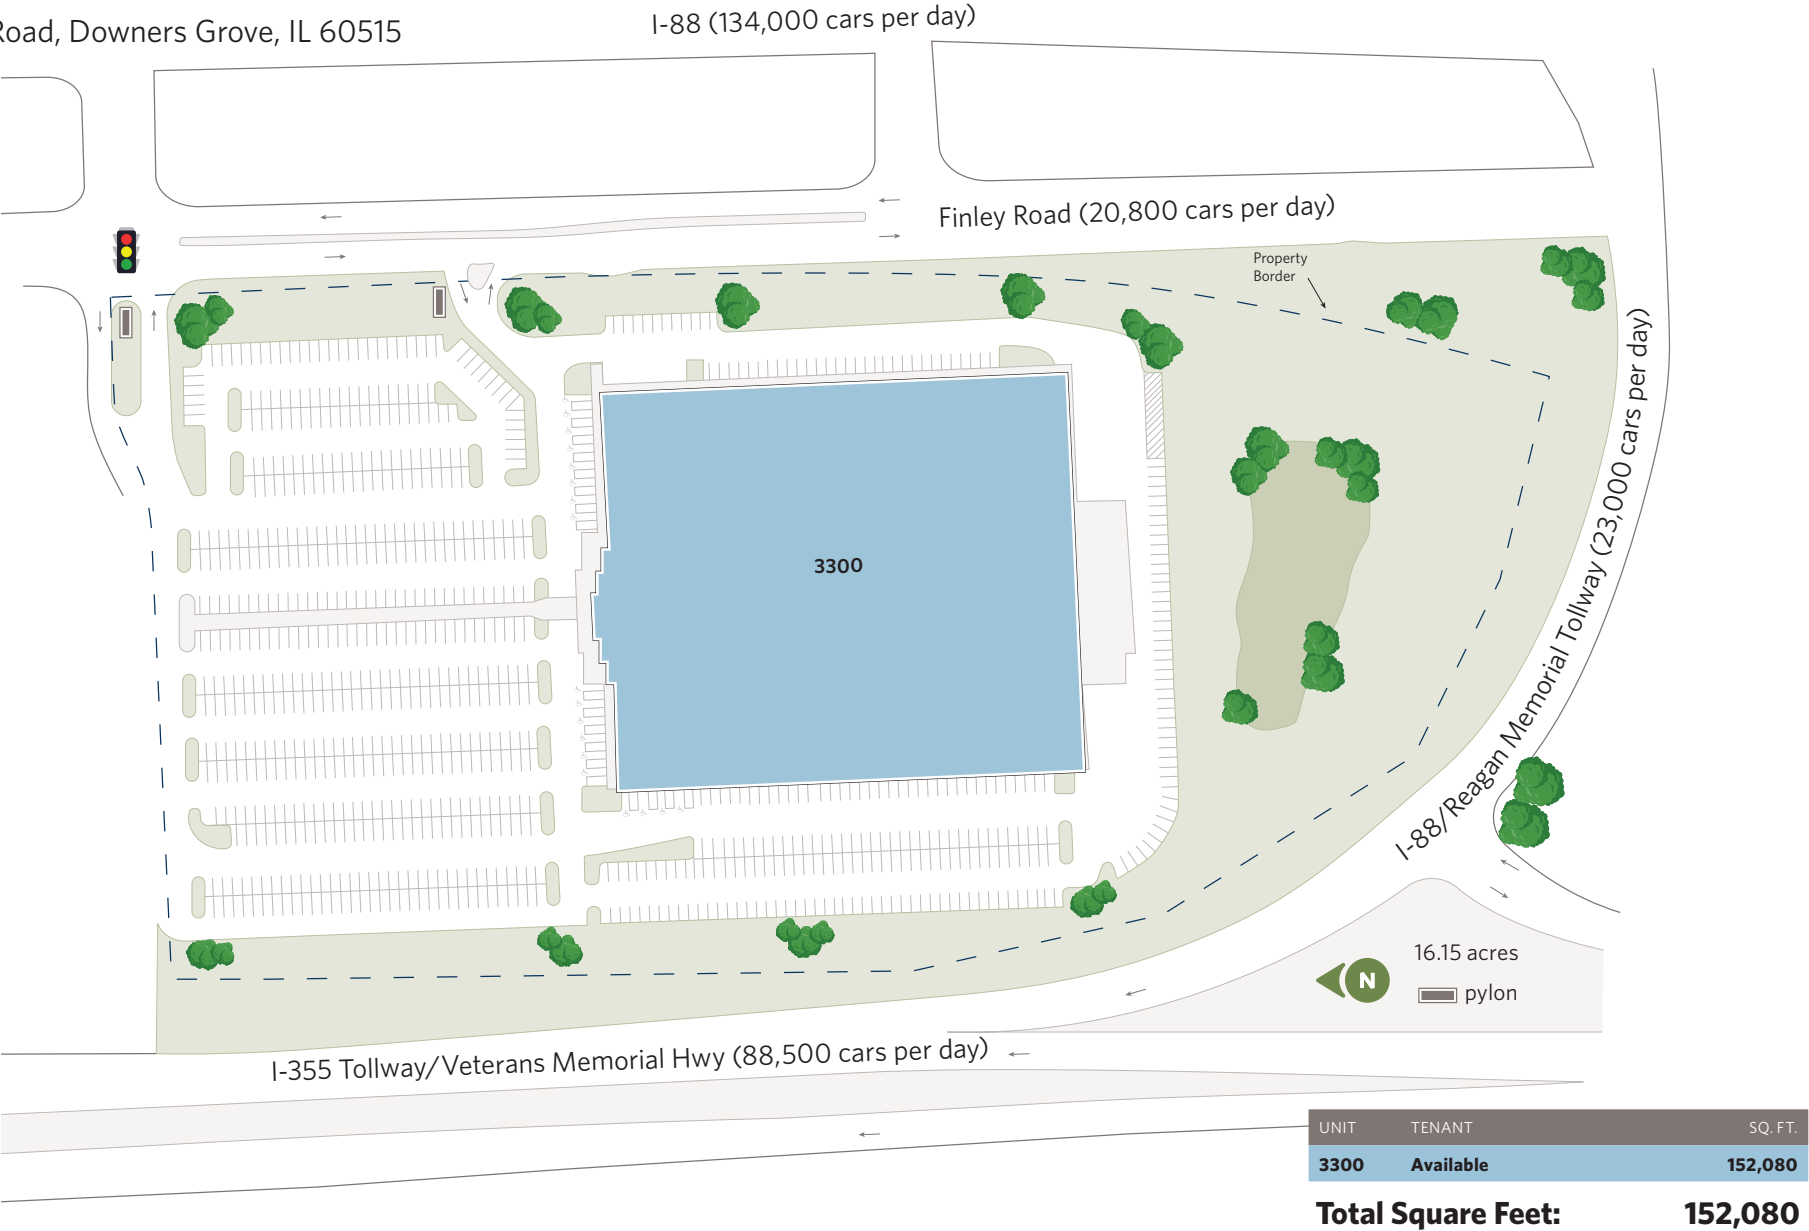 Road, Downers Grove, IL 60515
I-88 (134,000 cars per day)
Finley Road (20,800 cars per day)
Property
Border
3300
I-88/Reagan Memorial Tollway (23,000 cars per day)
N
16.15 acres
pylon
I-355 Tollway/Veterans Memorial Hwy (88,500 cars per day)
UNIT TENANT SQ. FT.
3300 Available 152,080
Total Square Feet: 152,080